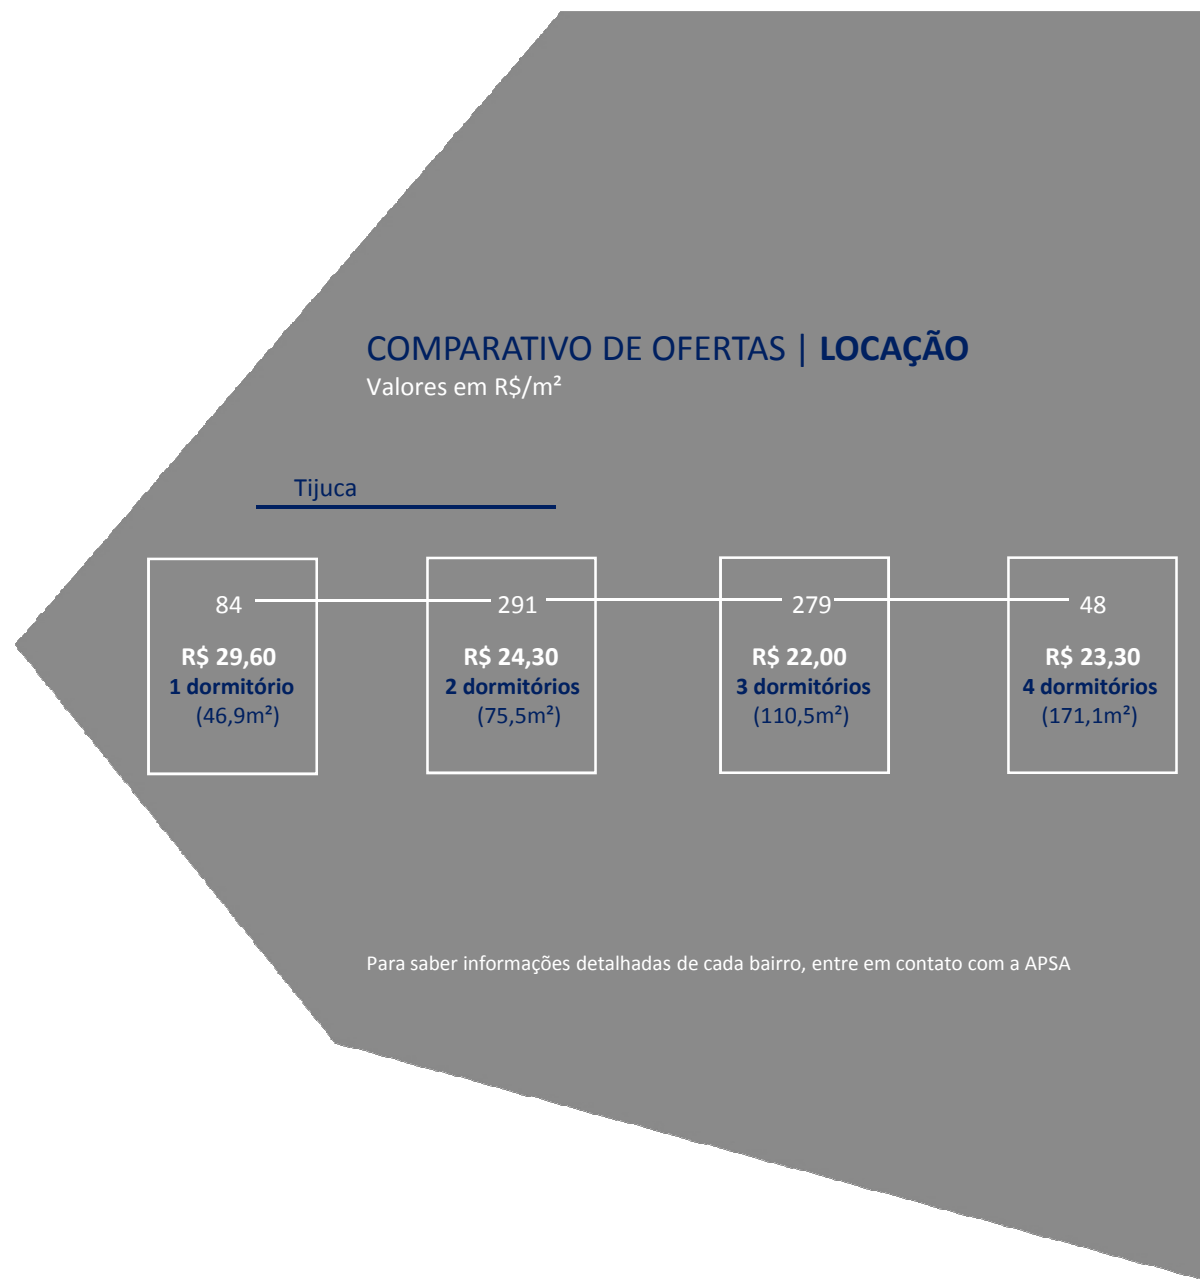 COMPARATIVO DE OFERTAS | LOCAÇÃO
Valores em R$/m²
Tijuca
84
R$ 29,60
1 dormitório
(46,9m²)
291
R$ 24,30
2 dormitórios
(75,5m²)
279
R$ 22,00
3 dormitórios
(110,5m²)
48
R$ 23,30
4 dormitórios
(171,1m²)
Para saber informações detalhadas de cada bairro, entre em contato com a APSA